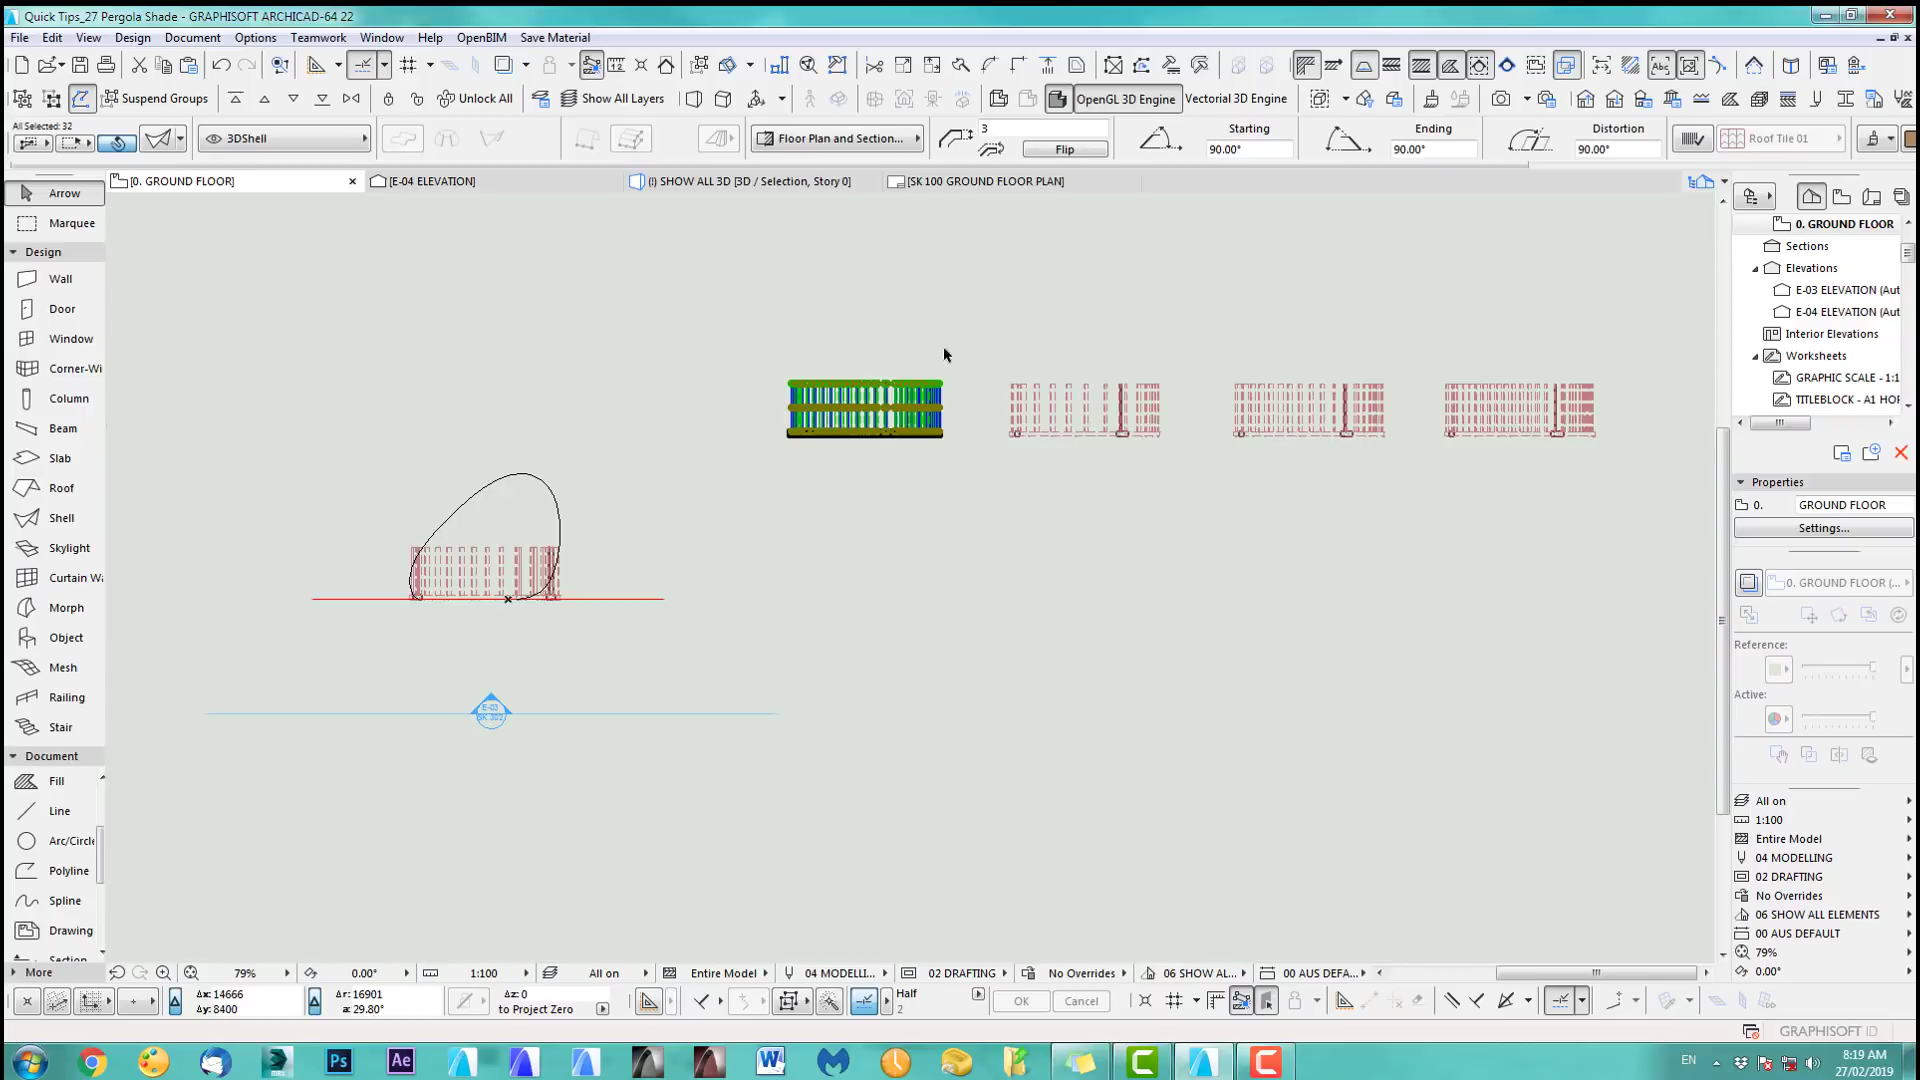 Quick Tips_27 Pergola Shade - GRAPHISOFT ARCHICAD-64 22
File Edit View Design Document Options Teamwork Window Help OpenBIM Save Material
Suspend Groups
Unlock All
Show All Layers
OpenGL 3D Engine
Vectorial 3D Engine
All Selected: 32
3DShell
Floor Plan and Section...
3
Flip
Starting
90.00°
Ending
90.00°
Distortion
90.00°
Roof Tile 01
[0. GROUND FLOOR]
[E-04 ELEVATION]
(!) SHOW ALL 3D [3D / Selection, Story 0]
[SK 100 GROUND FLOOR PLAN]
Arrow
Marquee
Design
Wall
Door
Window
Corner-Wi
Column
Beam
Slab
Roof
Shell
Skylight
Curtain Wa
Morph
Object
Mesh
Railing
Stair
Document
Fill
Line
Arc/Circle
Polyline
Spline
Drawing
Section
More
E-03
SK 302
0. GROUND FLOOR
Sections
Elevations
E-03 ELEVATION (Aut
E-04 ELEVATION (Aut
Interior Elevations
Worksheets
GRAPHIC SCALE - 1:1
TITLEBLOCK - A1 HOR
Properties
0. GROUND FLOOR
Settings...
0. GROUND FLOOR (...
Reference:
Active:
All on
1:100
Entire Model
04 MODELLING
02 DRAFTING
No Overrides
06 SHOW ALL ELEMENTS
00 AUS DEFAULT
79%
0.00°
79%
0.00°
1:100
All on
Entire Model
04 MODELLI...
02 DRAFTING
No Overrides
06 SHOW AL...
00 AUS DEFA...
Δx: 14666
Δy: 8400
Δr: 16901
a: 29.80°
Δz: 0
to Project Zero
Half
2
OK
Cancel
GRAPHISOFT ID
EN
8:19 AM
27/02/2019